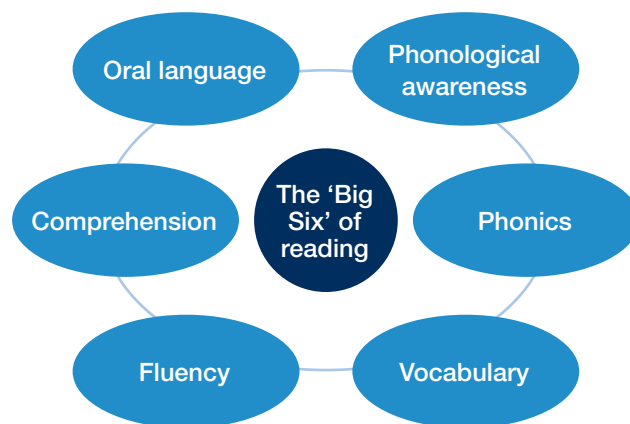 Oral language
Phonological
awareness
Comprehension
The ‘Big
Six’ of
reading
Phonics
Fluency
Vocabulary